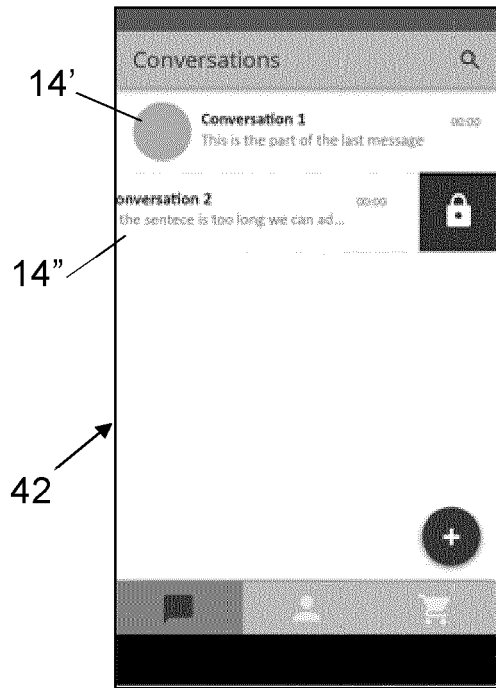 Conversations
14'
Conversation 1
00:00
This is the part of the last message
onversation 2
00:00
the sentece is too long we can ad...
14"
42
+